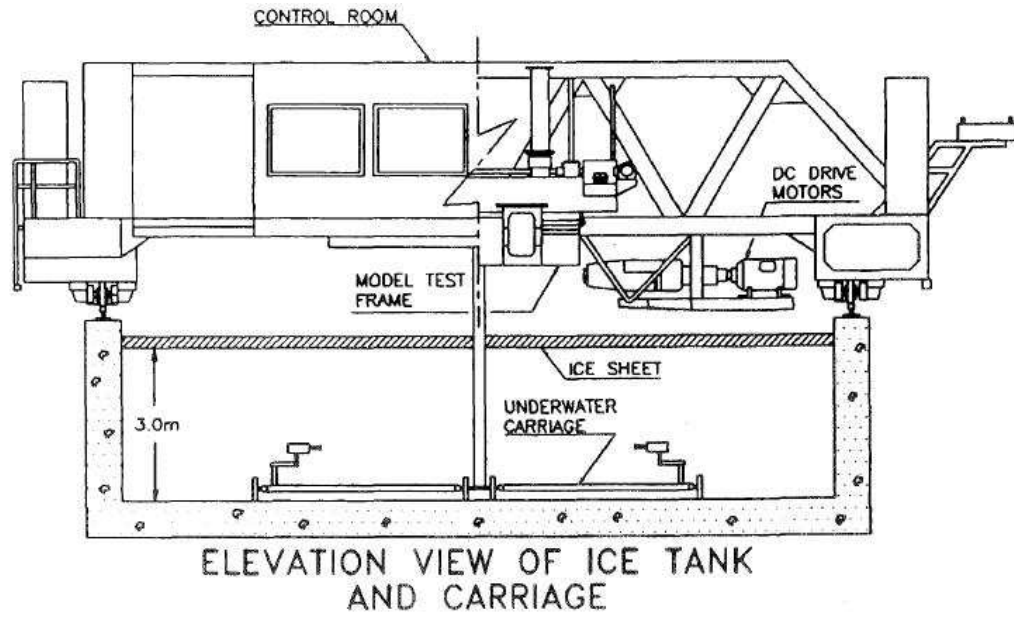 CONTROL ROOM
DC DRIVE
MOTORS
MODEL TEST
FRAME
ICE SHEET
3.0m
UNDERWATER
CARRIAGE
ELEVATION VIEW OF ICE TANK
AND CARRIAGE